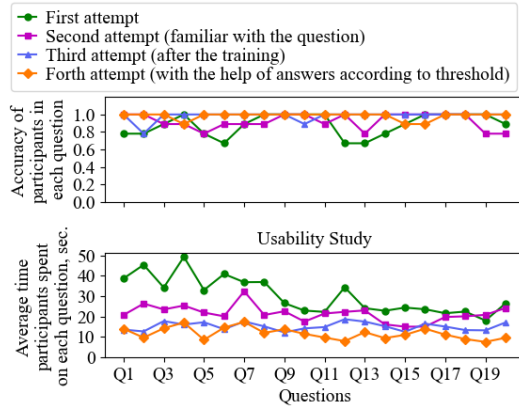 First attempt
Second attempt (familiar with the question)
Third attempt (after the training)
Forth attempt (with the help of answers according to threshold)
Accuracy of
participants in
each question
1.0
0.8
0.6
0.4
0.2
0.0
Usability Study
Average time
participants spent
on each question, sec.
50
40
30
20
10
0
Q1 Q3 Q5 Q7 Q9 Q11 Q13 Q15 Q17 Q19
Questions